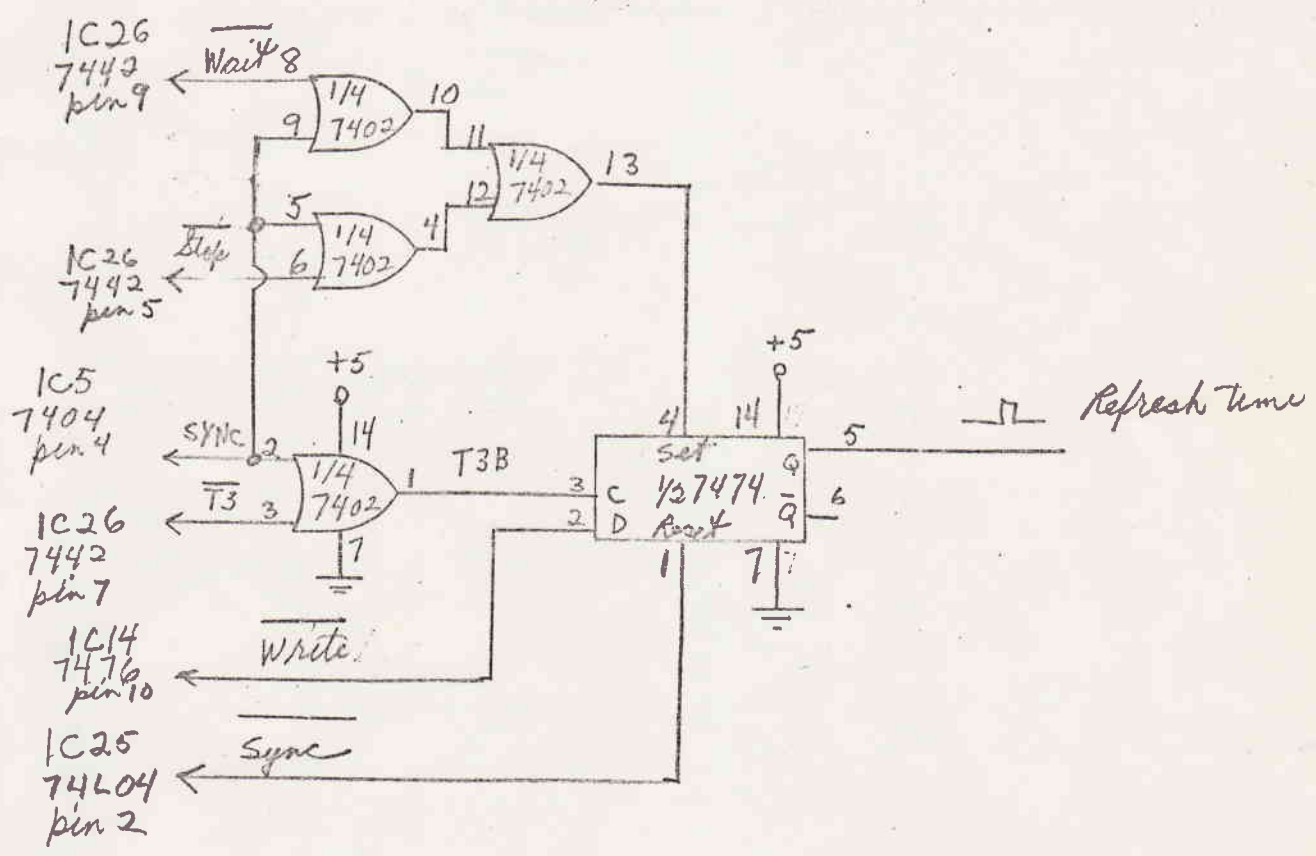 IC26
7442
pin 9
Wait 8
1/4
7402
9
10
11
12
1/4
7402
13
Stop
5
6
1/4
7402
4
IC26
7442
pin 5
IC5
7404
pin 4
SYNC
2
T3
3
+5
14
1/4
7402
7
1
T3B
IC26
7442
pin 7
3
2
4
14
+5
Set
C
1/2 7474
Q
D
Reset
Q
5
6
1
7
Refresh Time
IC14
7476
pin 10
Write
IC25
74L04
pin 2
Sync